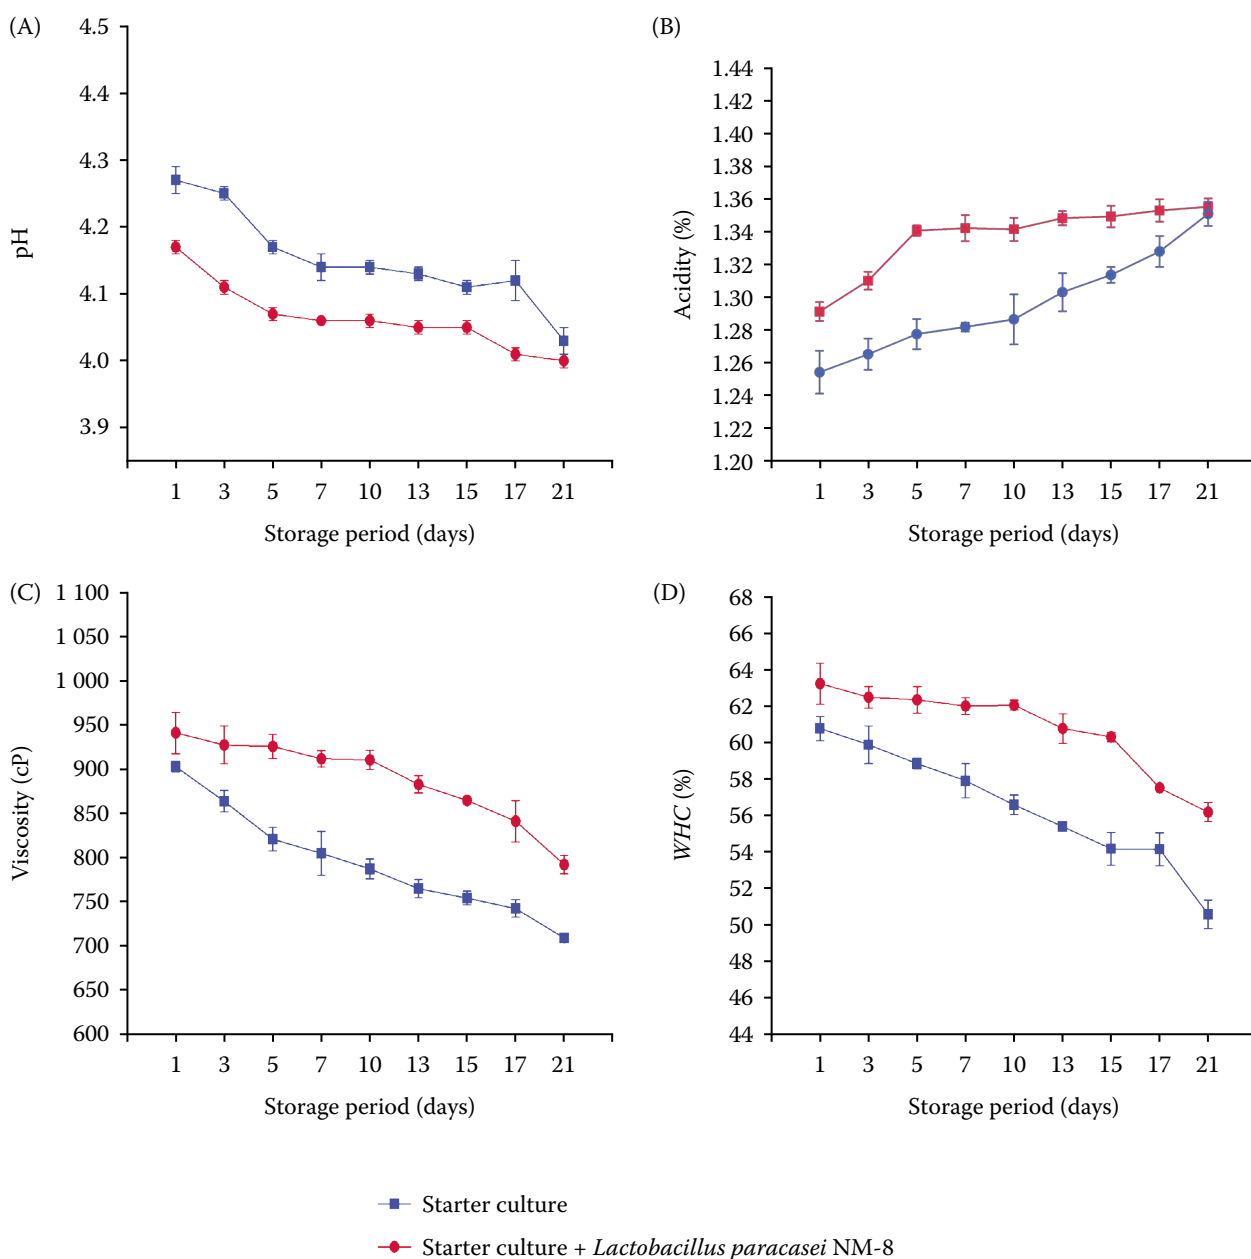 (A)
4.5
4.4
4.3
4.2
4.1
4.0
3.9
pH
1 3 5 7 10 13 15 17 21
Storage period (days)
(B)
1.44
1.42
1.40
1.38
1.36
1.34
1.32
1.30
1.28
1.26
1.24
1.22
1.20
Acidity (%)
1 3 5 7 10 13 15 17 21
Storage period (days)
(C)
1 100
1 050
1 000
950
900
850
800
750
700
650
600
Viscosity (cP)
1 3 5 7 10 13 15 17 21
Storage period (days)
(D)
68
66
64
62
60
58
56
54
52
50
48
46
44
WHC (%)
1 3 5 7 10 13 15 17 21
Storage period (days)
Starter culture
Starter culture + Lactobacillus paracasei NM-8